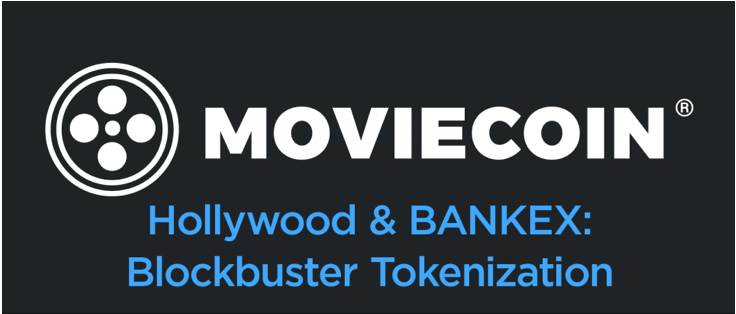 MOVIECOIN®
Hollywood & BANKEX:
Blockbuster Tokenization